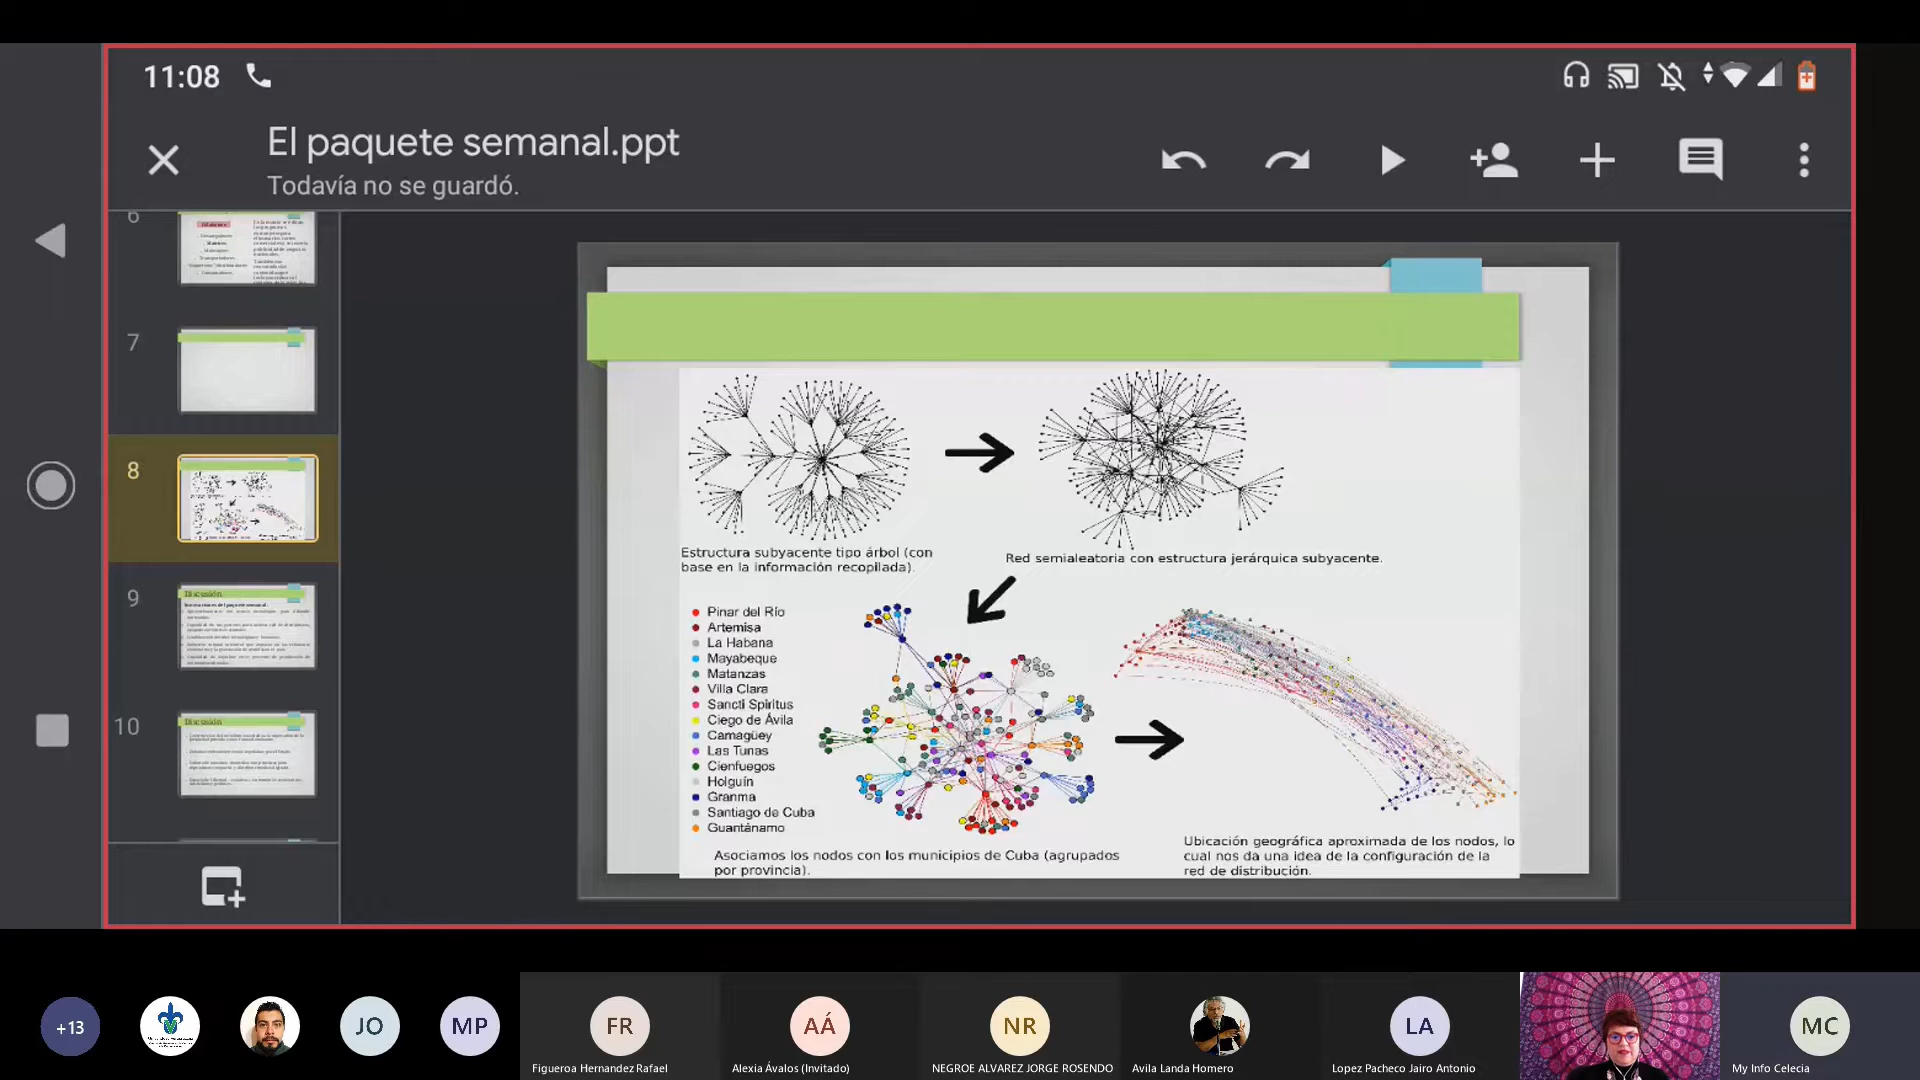 11:08
El paquete semanal.ppt
Todavía no se guardó.
6
7
8
9
Discusión
10
Discusión
Estructura subyacente tipo árbol (con
base en la información recopilada).
Red semialeatoria con estructura jerárquica subyacente.
Pinar del Río
Artemisa
La Habana
Mayabeque
Matanzas
Villa Clara
Sancti Spiritus
Ciego de Ávila
Camagüey
Las Tunas
Cienfuegos
Holguín
Granma
Santiago de Cuba
Guantánamo
Asociamos los nodos con los municipios de Cuba (agrupados
por provincia).
Ubicación geográfica aproximada de los nodos, lo
cual nos da una idea de la configuración de la
red de distribución.
+13
JO
MP
FR
AÁ
NR
LA
MC
Figueroa Hernandez Rafael
Alexia Ávalos (Invitado)
NEGROE ALVAREZ JORGE ROSENDO
Avila Landa Homero
Lopez Pacheco Jairo Antonio
My Info Celecia